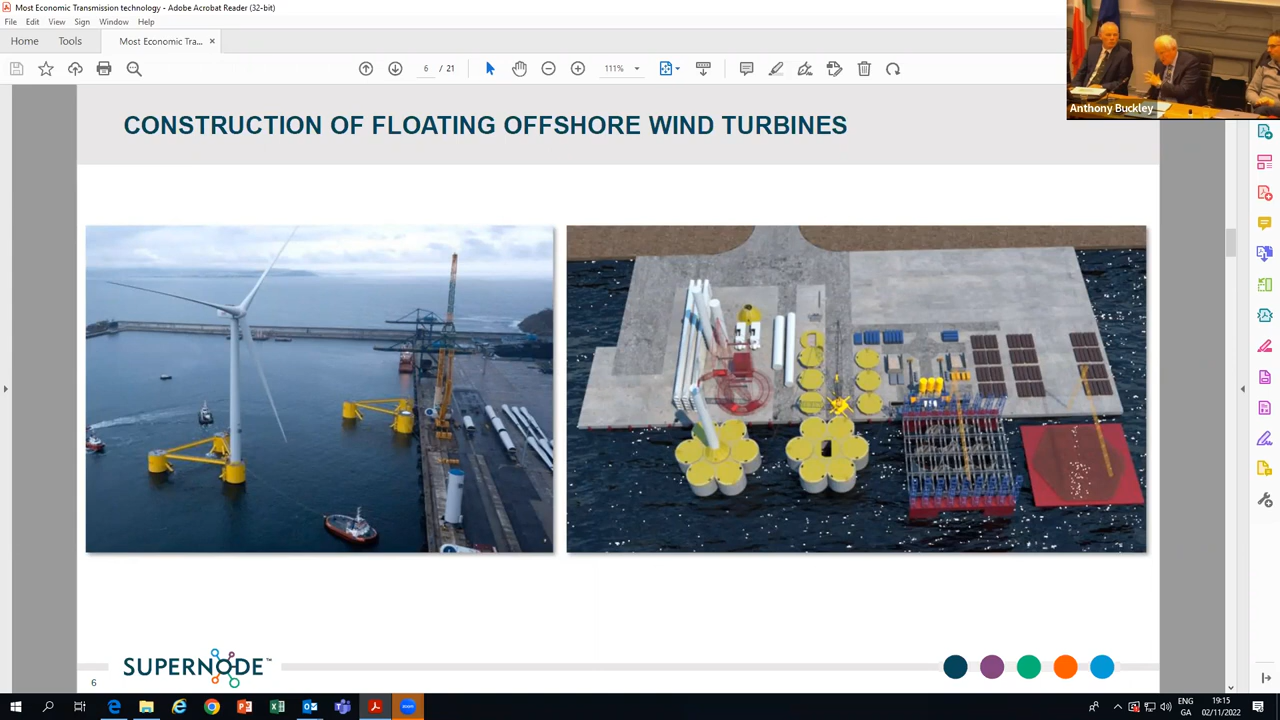 Most Economic Transmission technology - Adobe Acrobat Reader (32-bit)
File Edit View Sign Window Help
Home Tools Most Economic Tra... ×
6 / 21 111%
Anthony Buckley
CONSTRUCTION OF FLOATING OFFSHORE WIND TURBINES
SUPERNODE™
6
zoom
ENG
GA
19:15
02/11/2022